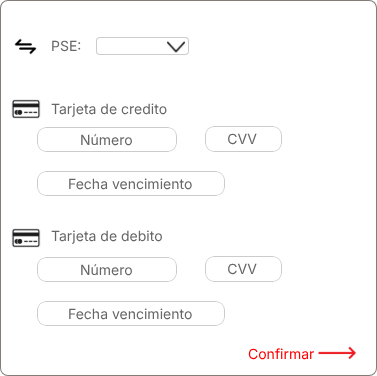 PSE:
Tarjeta de credito
Número CVV
Fecha vencimiento
Tarjeta de debito
Número CVV
Fecha vencimiento
Confirmar